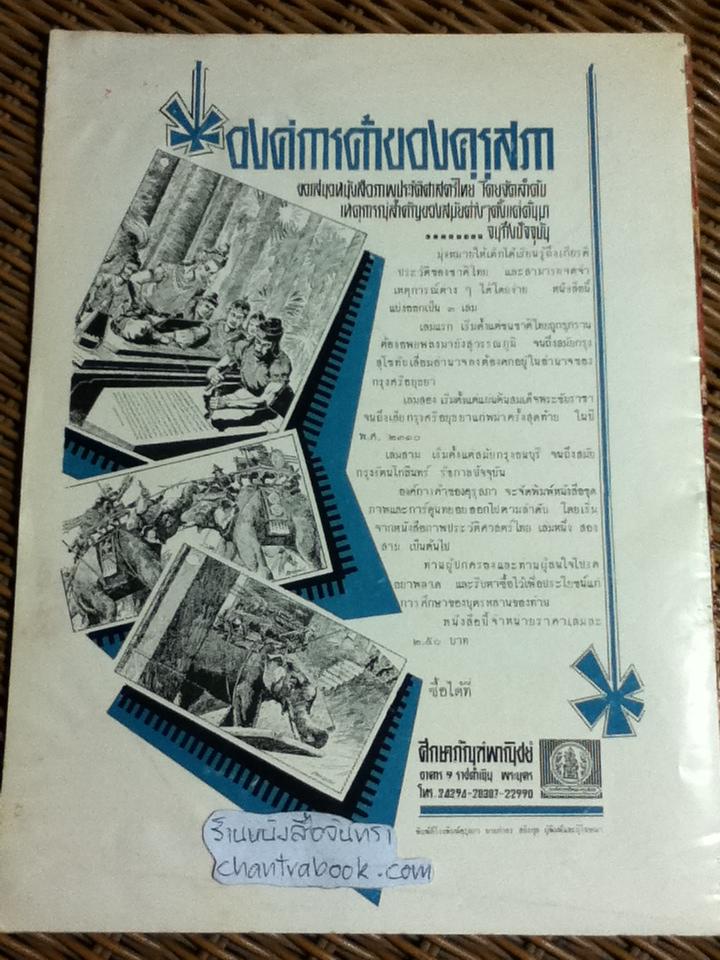 องค์การค้าของคุรุสภา
ขอเสนอหนังสือภาพประวัติศาสตร์ไทย โดยจัดลำดับ
เหตุการณ์สำคัญของสมัยต่างๆตั้งแต่ต้นมา
......... จนถึงปัจจุบัน
มุ่งหมายให้เด็กได้เรียนรู้ถึงเกียรติ
ประวัติของชาติไทย และสามารถจดจำ
เหตุการณ์ต่าง ๆ ได้โดยง่าย หนังสือนี้
แบ่งออกเป็น ๓ เล่ม
เล่มแรก เริ่มตั้งแต่ชนชาติไทยถูกรุกราน
ต้องอพยพลงมายังสุวรรณภูมิ จนถึงสมัยกรุง
สุโขทัยเสื่อมอำนาจลงต้องตกอยู่ในอำนาจของ
กรุงศรีอยุธยา
เล่มสอง เริ่มตั้งแต่แผ่นดินสมเด็จพระชัยราชา
จนถึงเสียกรุงศรีอยุธยาแก่พม่าครั้งสุดท้าย ในปี
พ.ศ. ๒๓๑๐
เล่มสาม เริ่มตั้งแต่สมัยกรุงธนบุรี จนถึงสมัย
กรุงรัตนโกสินทร์ รัชกาลปัจจุบัน
องค์การค้าของคุรุสภา จะจัดพิมพ์หนังสือชุด
ภาพและการ์ตูนทยอยออกไปตามลำดับ โดยเริ่ม
จากหนังสือภาพประวัติศาสตร์ไทย เล่มหนึ่ง สอง
สาม เป็นต้นไป
ท่านผู้ปกครองและท่านผู้สนใจโปรด
อย่าพลาด และรีบหาซื้อไว้เพื่อประโยชน์แก่
การศึกษาของบุตรหลานของท่าน
หนังสือนี้จำหน่ายราคาเล่มละ
๒.๕๐ บาท
ซื้อได้ที่
ศึกษาภัณฑ์พาณิชย์
อาคาร ๙ ราชดำเนิน พระนคร
โทร. 24294-28307-22990
ร้านหนังสือจันทรา
chantrabook.com